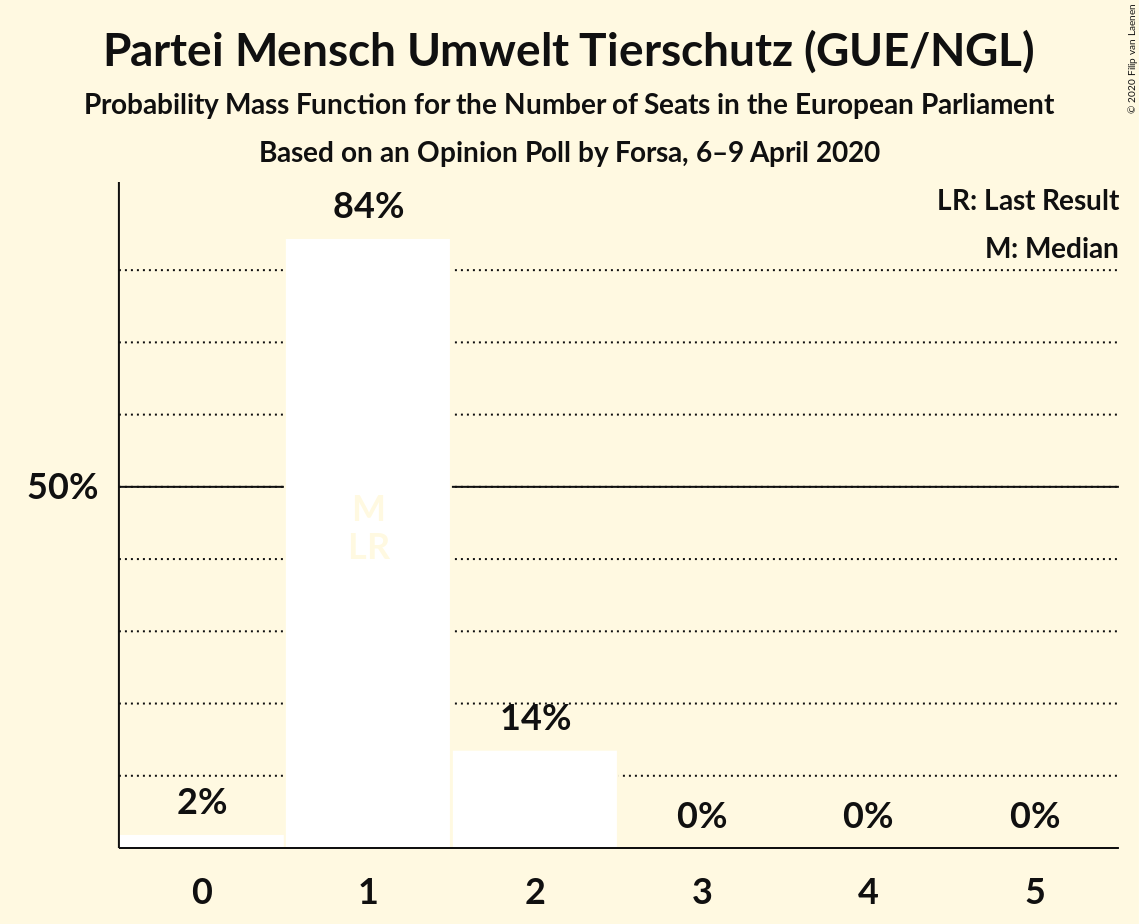 Partei Mensch Umwelt Tierschutz (GUE/NGL)
Probability Mass Function for the Number of Seats in the European Parliament
Based on an Opinion Poll by Forsa, 6–9 April 2020
© 2020 Filip van Laenen
LR: Last Result
M: Median
84%
50%
M
LR
14%
2%
0%
0%
0%
0
1
2
3
4
5